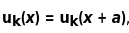 uₖ(x) = uₖ(x + a),